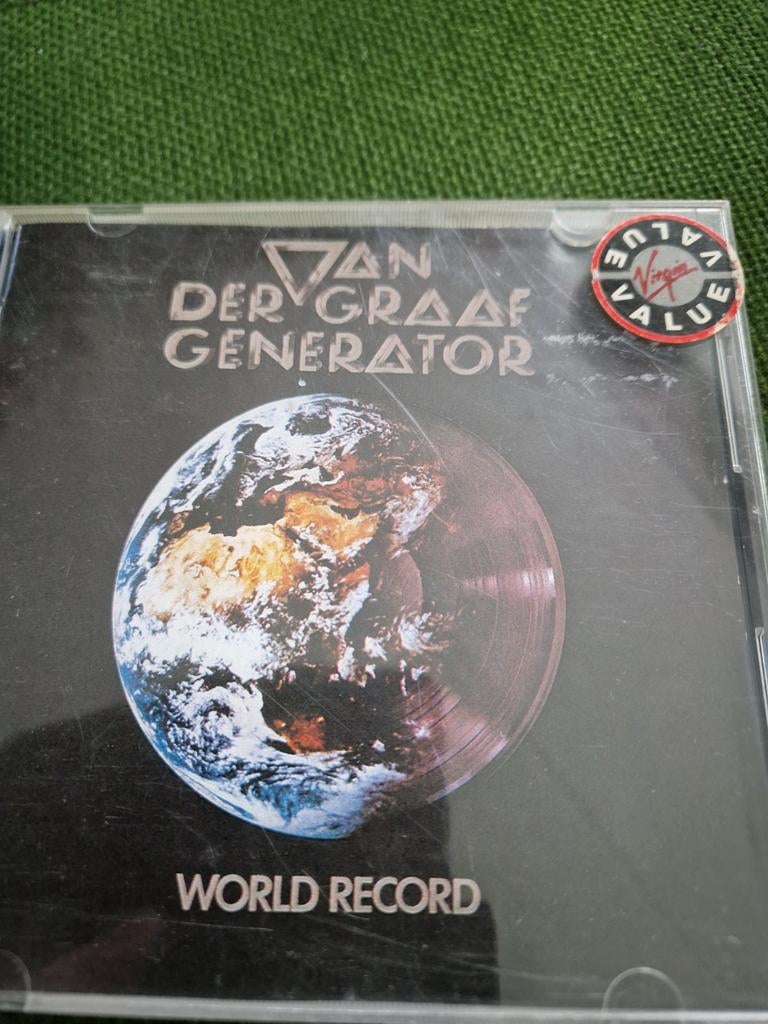 VAN
DER GRAAF
GENERATOR
VALUE VALUE
Virgin
WORLD RECORD